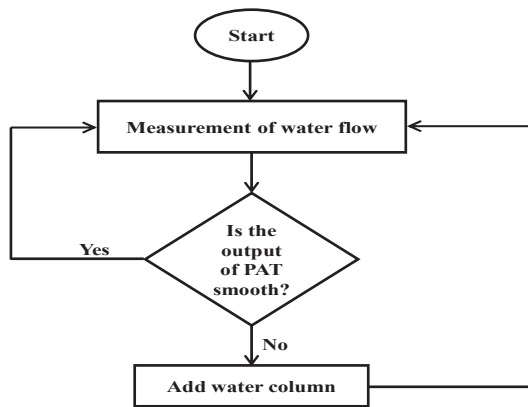 Start
Measurement of water flow
Is the
output
of PAT
smooth?
Yes
No
Add water column